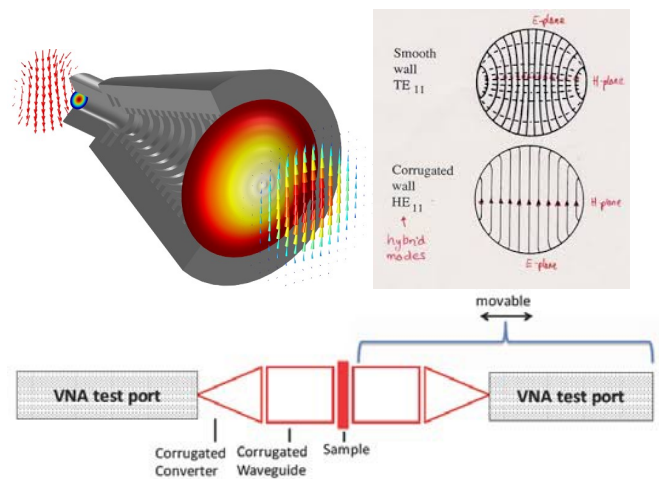 E-plane
Smooth
wall
TE 11
H-plane
Corrugated
wall
HE 11
H-plane
hybrid
modes
E-plane
movable
VNA test port
VNA test port
Corrugated
Converter
Corrugated
Waveguide
Sample